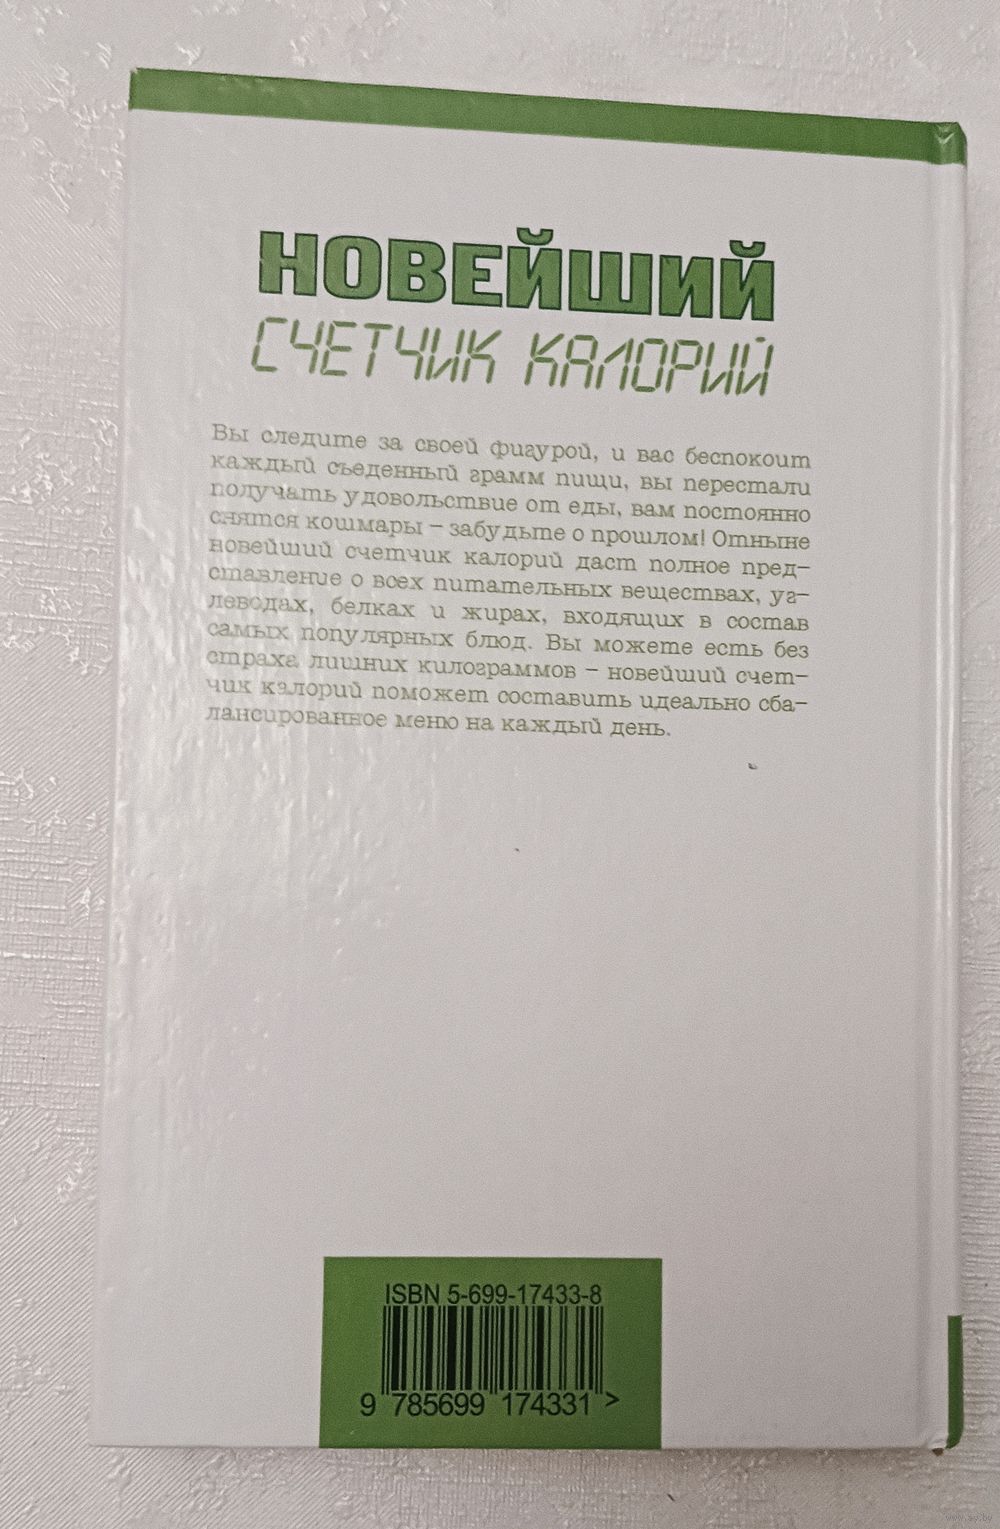 НОВЕЙШИЙ
СЧЕТЧИК КАЛОРИЙ
Вы следите за своей фигурой, и вас беспокоит
каждый съеденный грамм пищи, вы перестали
получать удовольствие от еды, вам постоянно
снятся кошмары – забудьте о прошлом! Отныне
новейший счетчик калорий даст полное пред-
ставление о всех питательных веществах, уг-
леводах, белках и жирах, входящих в состав
самых популярных блюд. Вы можете есть без
страха лишних килограммов – новейший счет-
чик калорий поможет составить идеально сба-
лансированное меню на каждый день.
ISBN 5-699-17433-8
9 785699 174331 >
www.ay.by